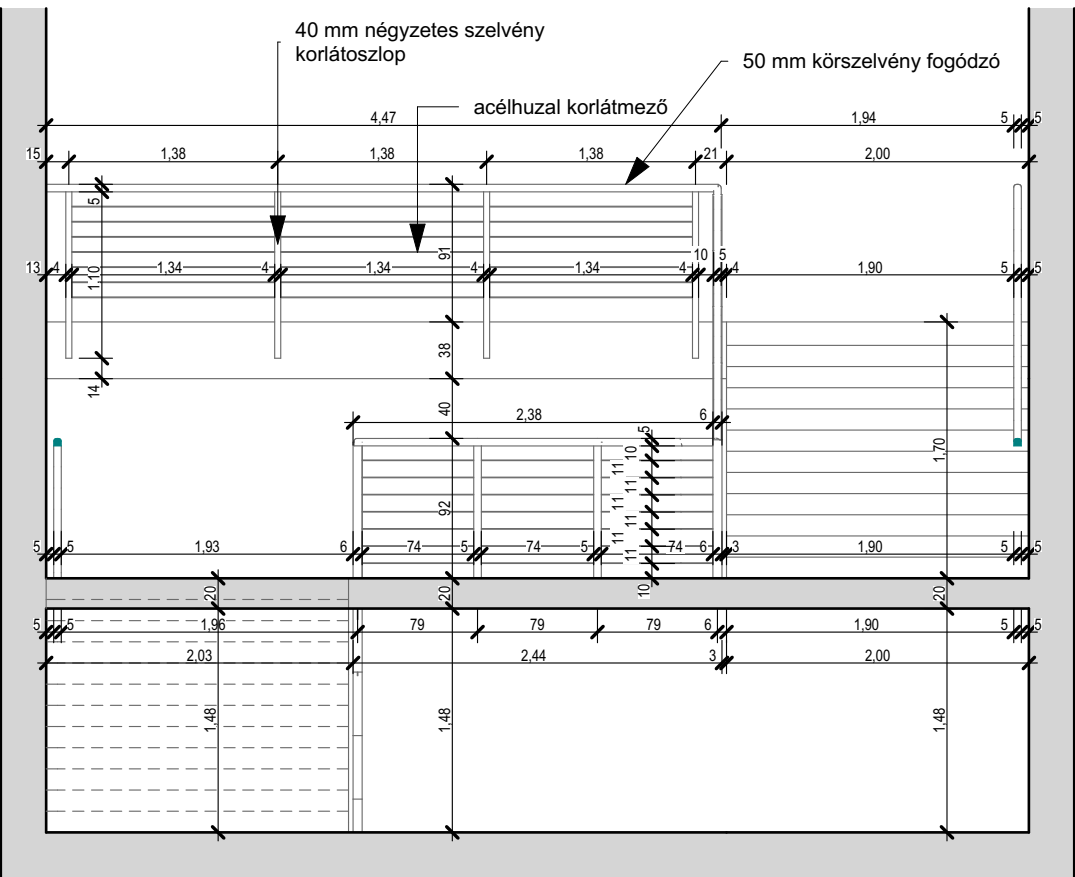 40 mm négyzetes szelvény
korlátoszlop
50 mm körszelvény fogódzó
acélhuzal korlátmező
4,47 1,94 5 5
15 1,38 1,38 1,38 21 2,00
5
91
10 5
13 4 1,34 4 1,34 4 1,34 4 4 1,90 5 5
1,10
38
14
40
2,38 6
5
10
11
11
11
11
11
11
11
10
1,70
92
5 5 1,93 6 74 5 74 5 74 6 3 1,90 5 5
20 20 20
5 5 1,96 79 79 79 6 1,90 5 5
2,03 2,44 3 2,00
1,48 1,48 1,48